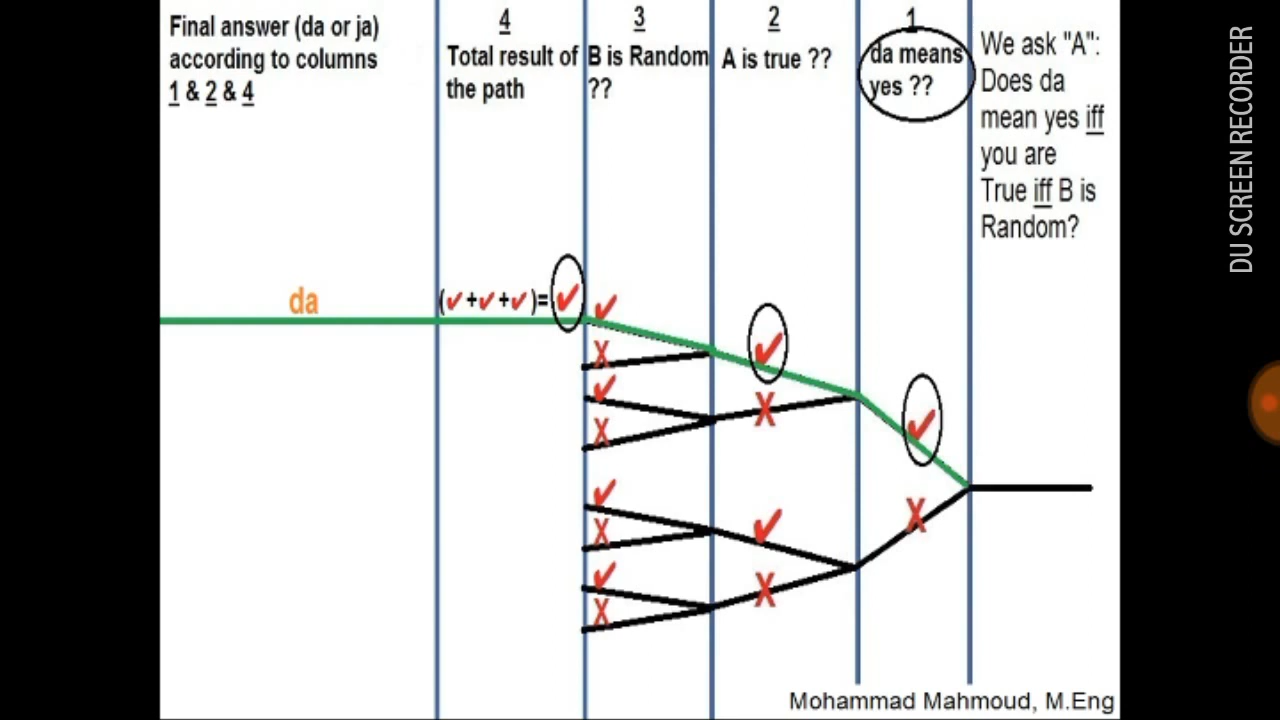 Final answer (da or ja)
according to columns
1 & 2 & 4
4
Total result of
the path
3
B is Random
??
2
A is true ??
1
da means
yes ??
We ask "A":
Does da
mean yes iff
you are
True iff B is
Random?
da
(✓+✓+✓)=✓
✓
X
✓
X
✓
X
✓
X
✓
X
✓
X
✓
X
Mohammad Mahmoud, M.Eng
DU SCREEN RECORDER